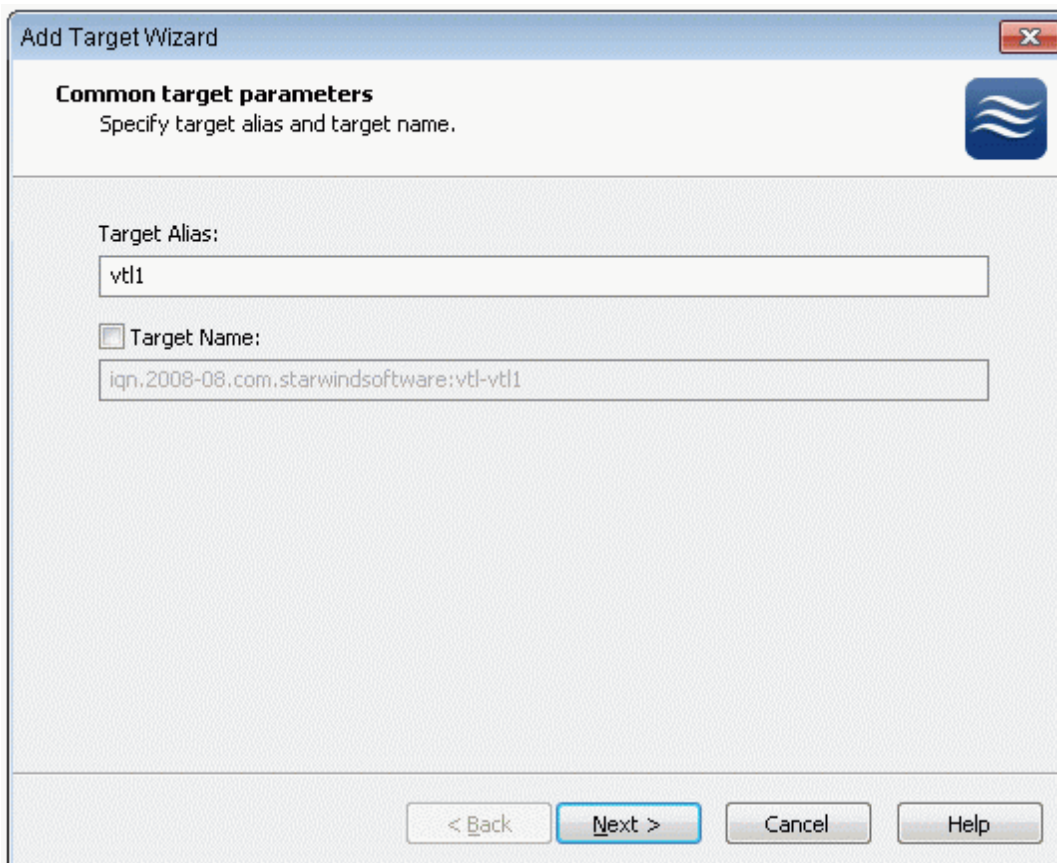 Add Target Wizard
Common target parameters
Specify target alias and target name.
Target Alias:
vtl1
Target Name:
iqn.2008-08.com.starwindsoftware:vtl-vtl1
< Back Next > Cancel Help